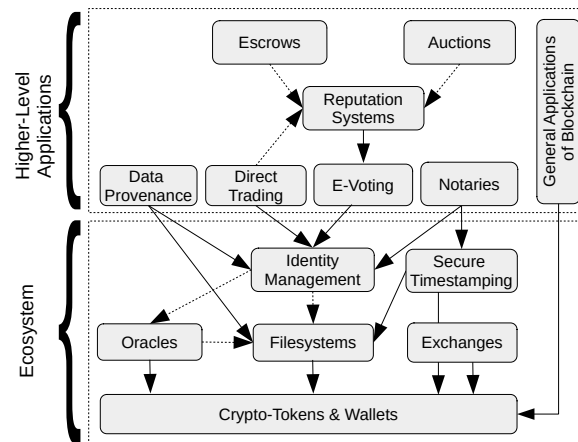 Higher-Level
Applications
Escrows
Auctions
Reputation
Systems
General Applications
of Blockchain
Data
Provenance
Direct
Trading
E-Voting
Notaries
Ecosystem
Identity
Management
Secure
Timestamping
Oracles
Filesystems
Exchanges
Crypto-Tokens & Wallets